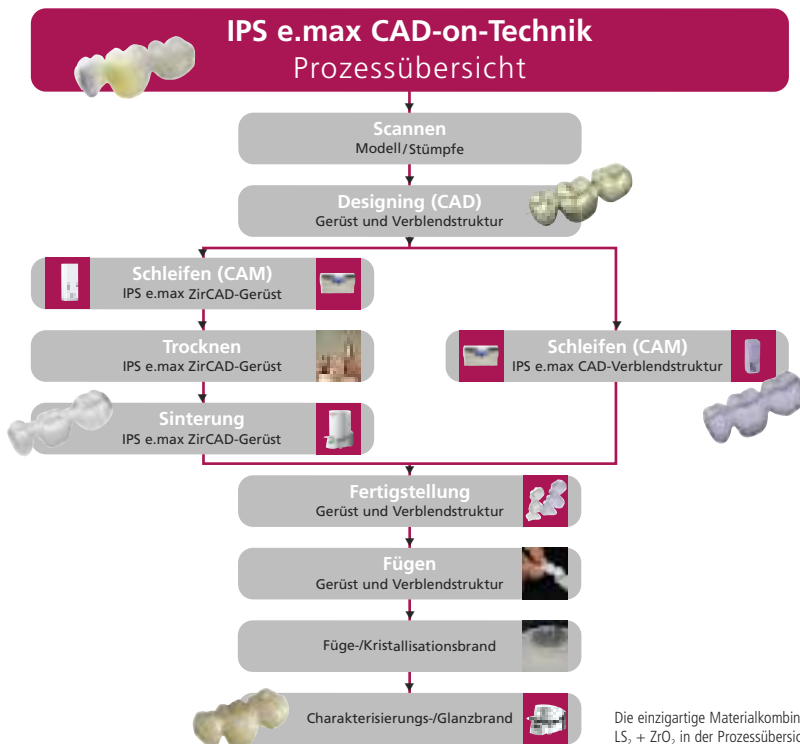 IPS e.max CAD-on-Technik
Prozessübersicht
Scannen
Modell/Stümpfe
Designing (CAD)
Gerüst und Verblendstruktur
Schleifen (CAM)
IPS e.max ZirCAD-Gerüst
Trocknen
IPS e.max ZirCAD-Gerüst
Sinterung
IPS e.max ZirCAD-Gerüst
Schleifen (CAM)
IPS e.max CAD-Verblendstruktur
Fertigstellung
Gerüst und Verblendstruktur
Fügen
Gerüst und Verblendstruktur
Füge-/Kristallisationsbrand
Charakterisierungs-/Glanzbrand
Die einzigartige Materialkombin
LS₂ + ZrO₂ in der Prozessübersic